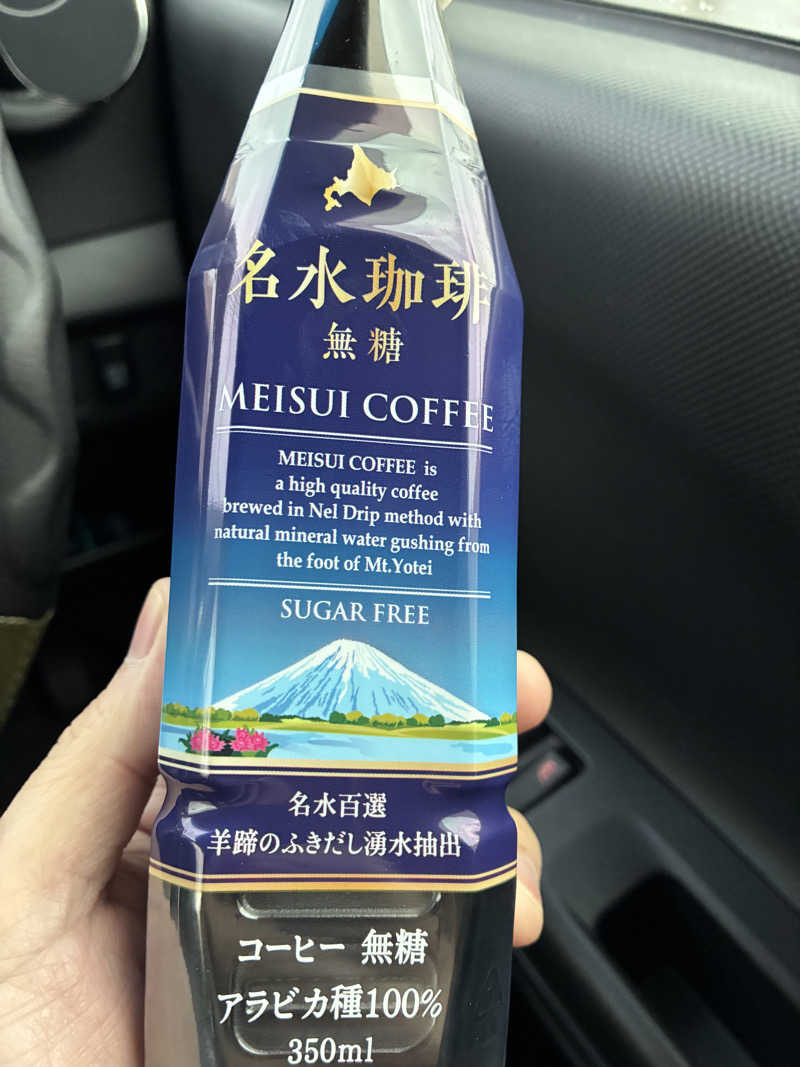 名水珈琲
無糖
MEISUI COFFEE
MEISUI COFFEE is
a high quality coffee
brewed in Nel Drip method with
natural mineral water gushing from
the foot of Mt.Yotei
SUGAR FREE
名水百選
羊蹄のふきだし湧水抽出
コーヒー 無糖
アラビカ種100%
350ml